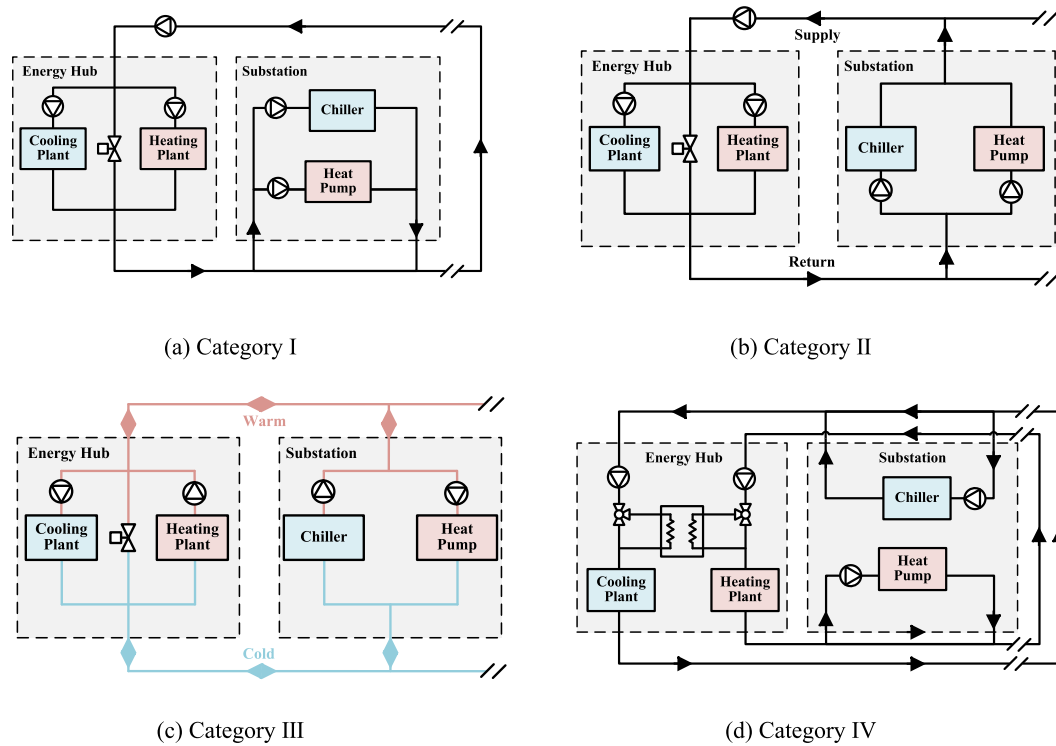 Energy Hub
Substation
Cooling
Plant
Heating
Plant
Chiller
Heat
Pump
(a) Category I
Supply
Energy Hub
Substation
Cooling
Plant
Heating
Plant
Chiller
Heat
Pump
Return
(b) Category II
Warm
Energy Hub
Substation
Cooling
Plant
Heating
Plant
Chiller
Heat
Pump
Cold
(c) Category III
Energy Hub
Substation
Chiller
Cooling
Plant
Heating
Plant
Heat
Pump
(d) Category IV